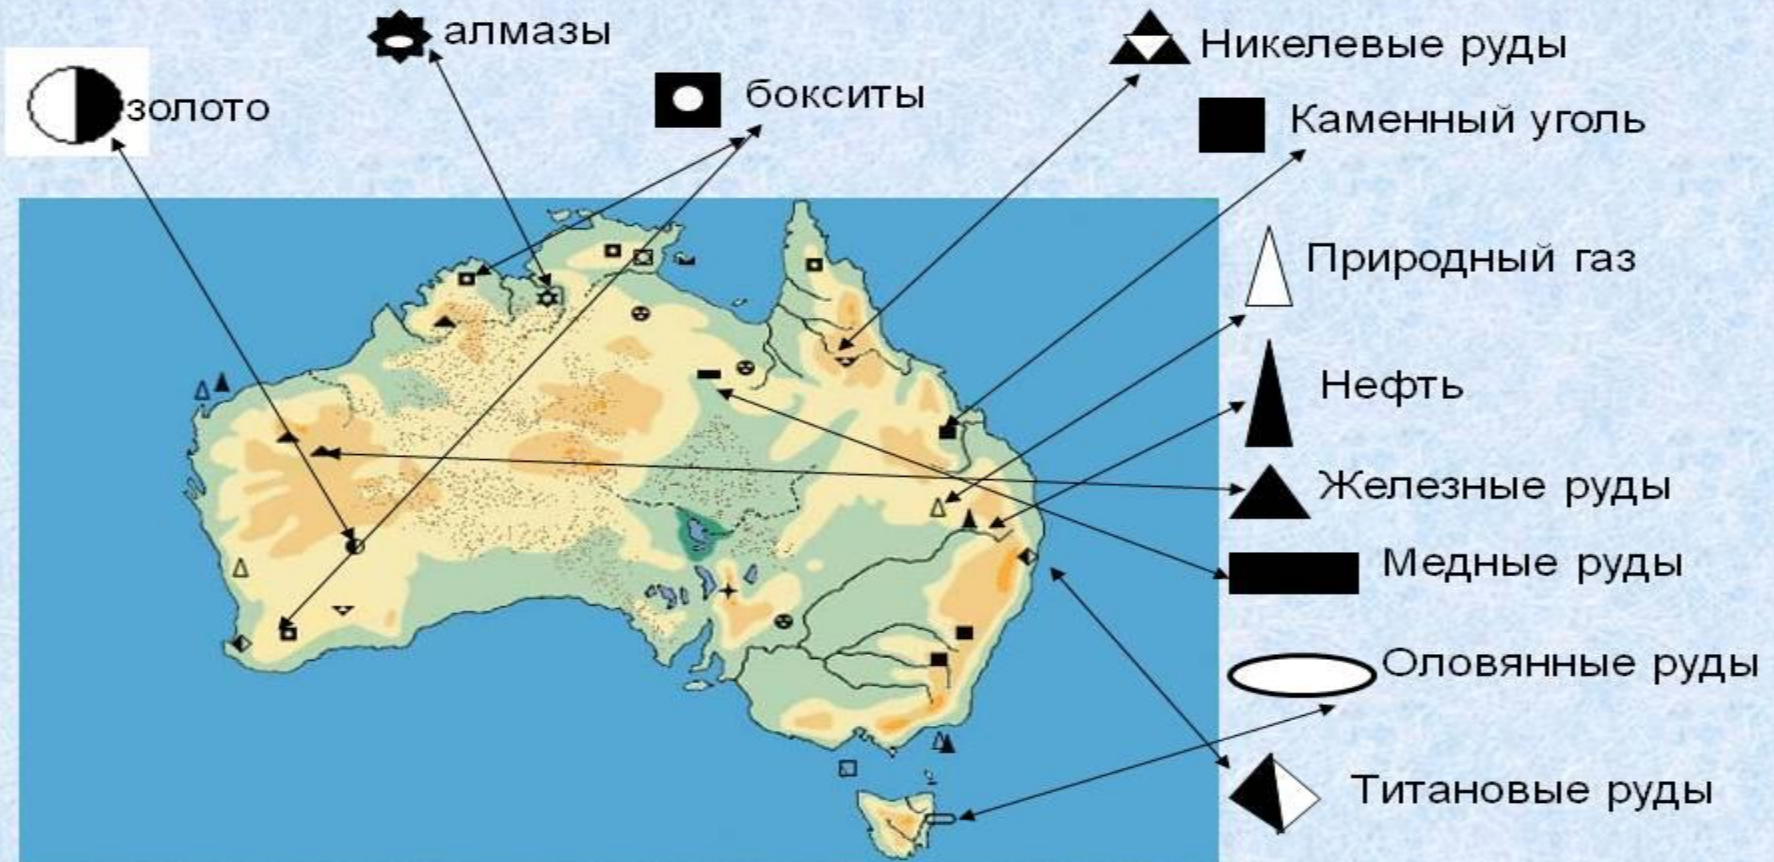 алмазы
Никелевые руды
золото
бокситы
Каменный уголь
Природный газ
Нефть
Железные руды
Медные руды
Оловянные руды
Титановые руды